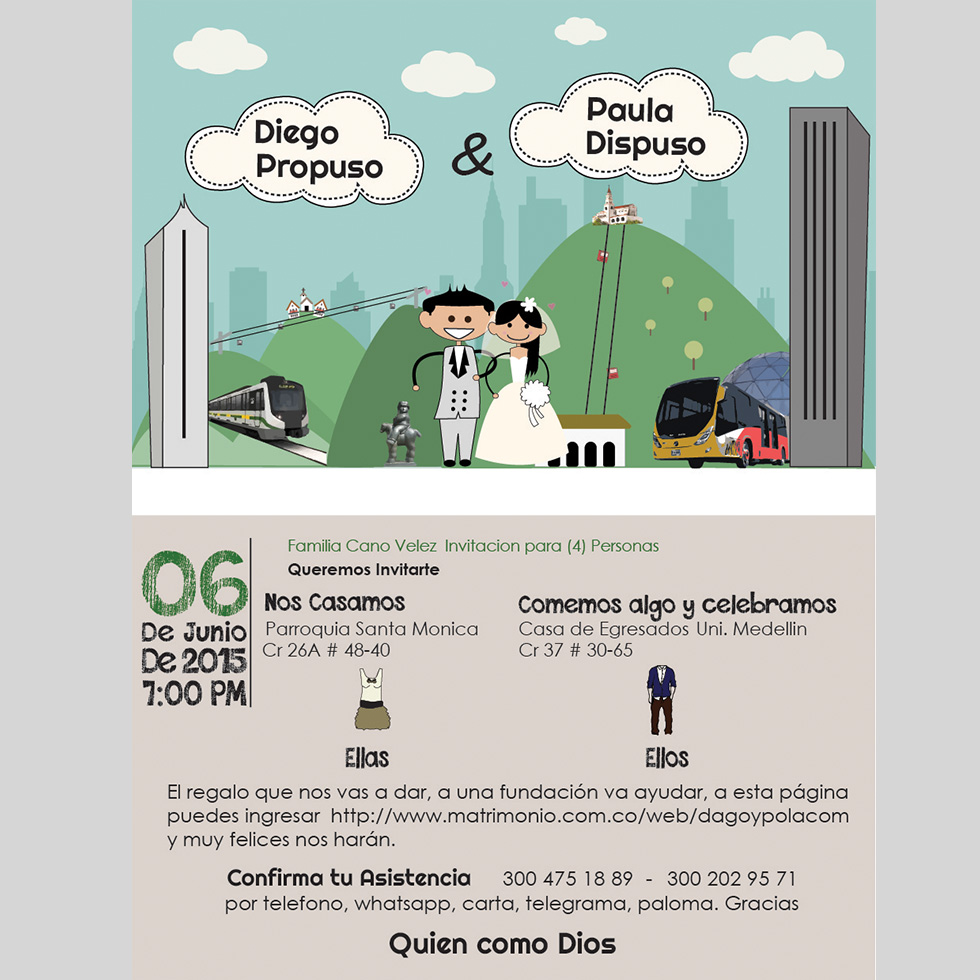 Diego
Propuso
&
Paula
Dispuso
06
De Junio
De 2015
7:00 PM
Familia Cano Velez Invitacion para (4) Personas
Queremos Invitarte
Nos Casamos
Parroquia Santa Monica
Cr 26A # 48-40
Comemos algo y celebramos
Casa de Egresados Uni. Medellin
Cr 37 # 30-65
Ellas
Ellos
El regalo que nos vas a dar, a una fundación va ayudar, a esta página
puedes ingresar http://www.matrimonio.com.co/web/dagoypolacom
y muy felices nos harán.
Confirma tu Asistencia 300 475 18 89 - 300 202 95 71
por telefono, whatsapp, carta, telegrama, paloma. Gracias
Quien como Dios